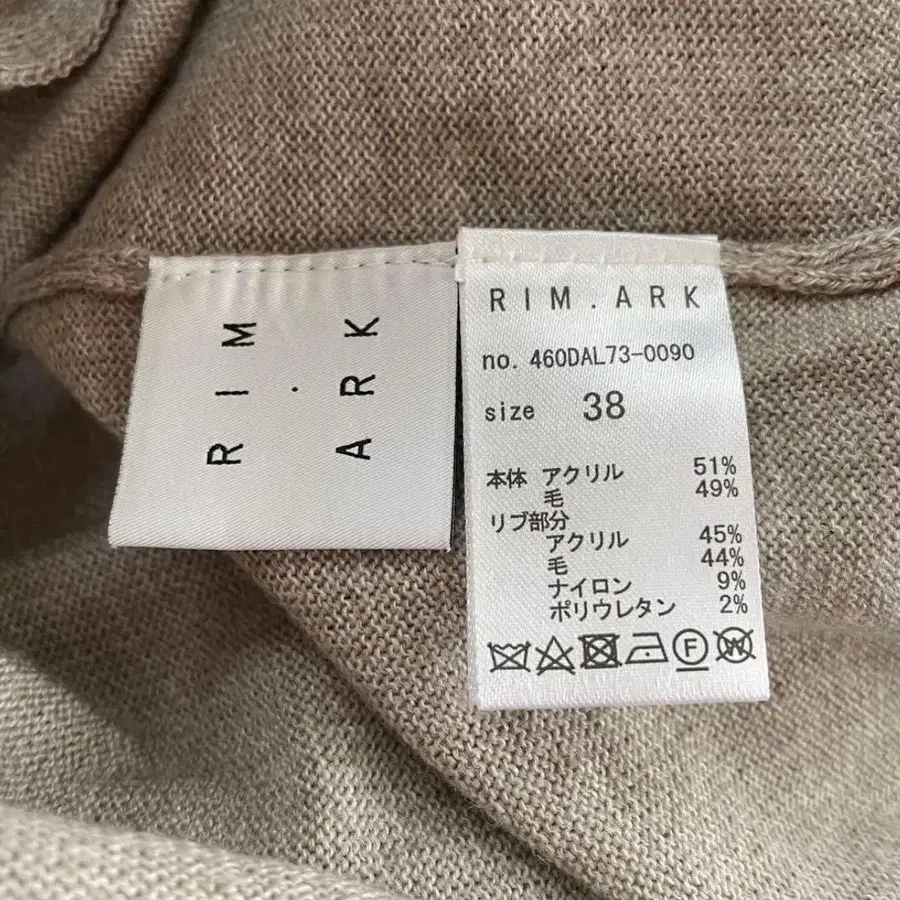 RIM.
ARK
RIM.ARK
no. 460DAL73-0090
size 38
本体 アクリル 51%
毛 49%
リブ部分
アクリル 45%
毛 44%
ナイロン 9%
ポリウレタン 2%
F W